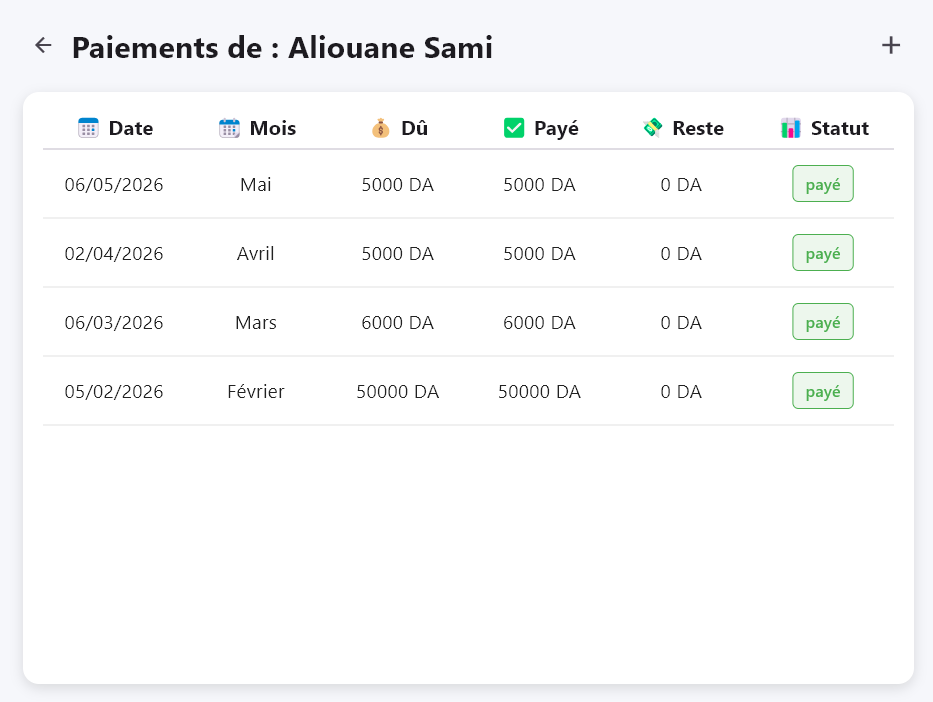 Paiements de : Aliouane Sami
Date Mois Dû Payé Reste Statut
06/05/2026 Mai 5000 DA 5000 DA 0 DA payé
02/04/2026 Avril 5000 DA 5000 DA 0 DA payé
06/03/2026 Mars 6000 DA 6000 DA 0 DA payé
05/02/2026 Février 50000 DA 50000 DA 0 DA payé